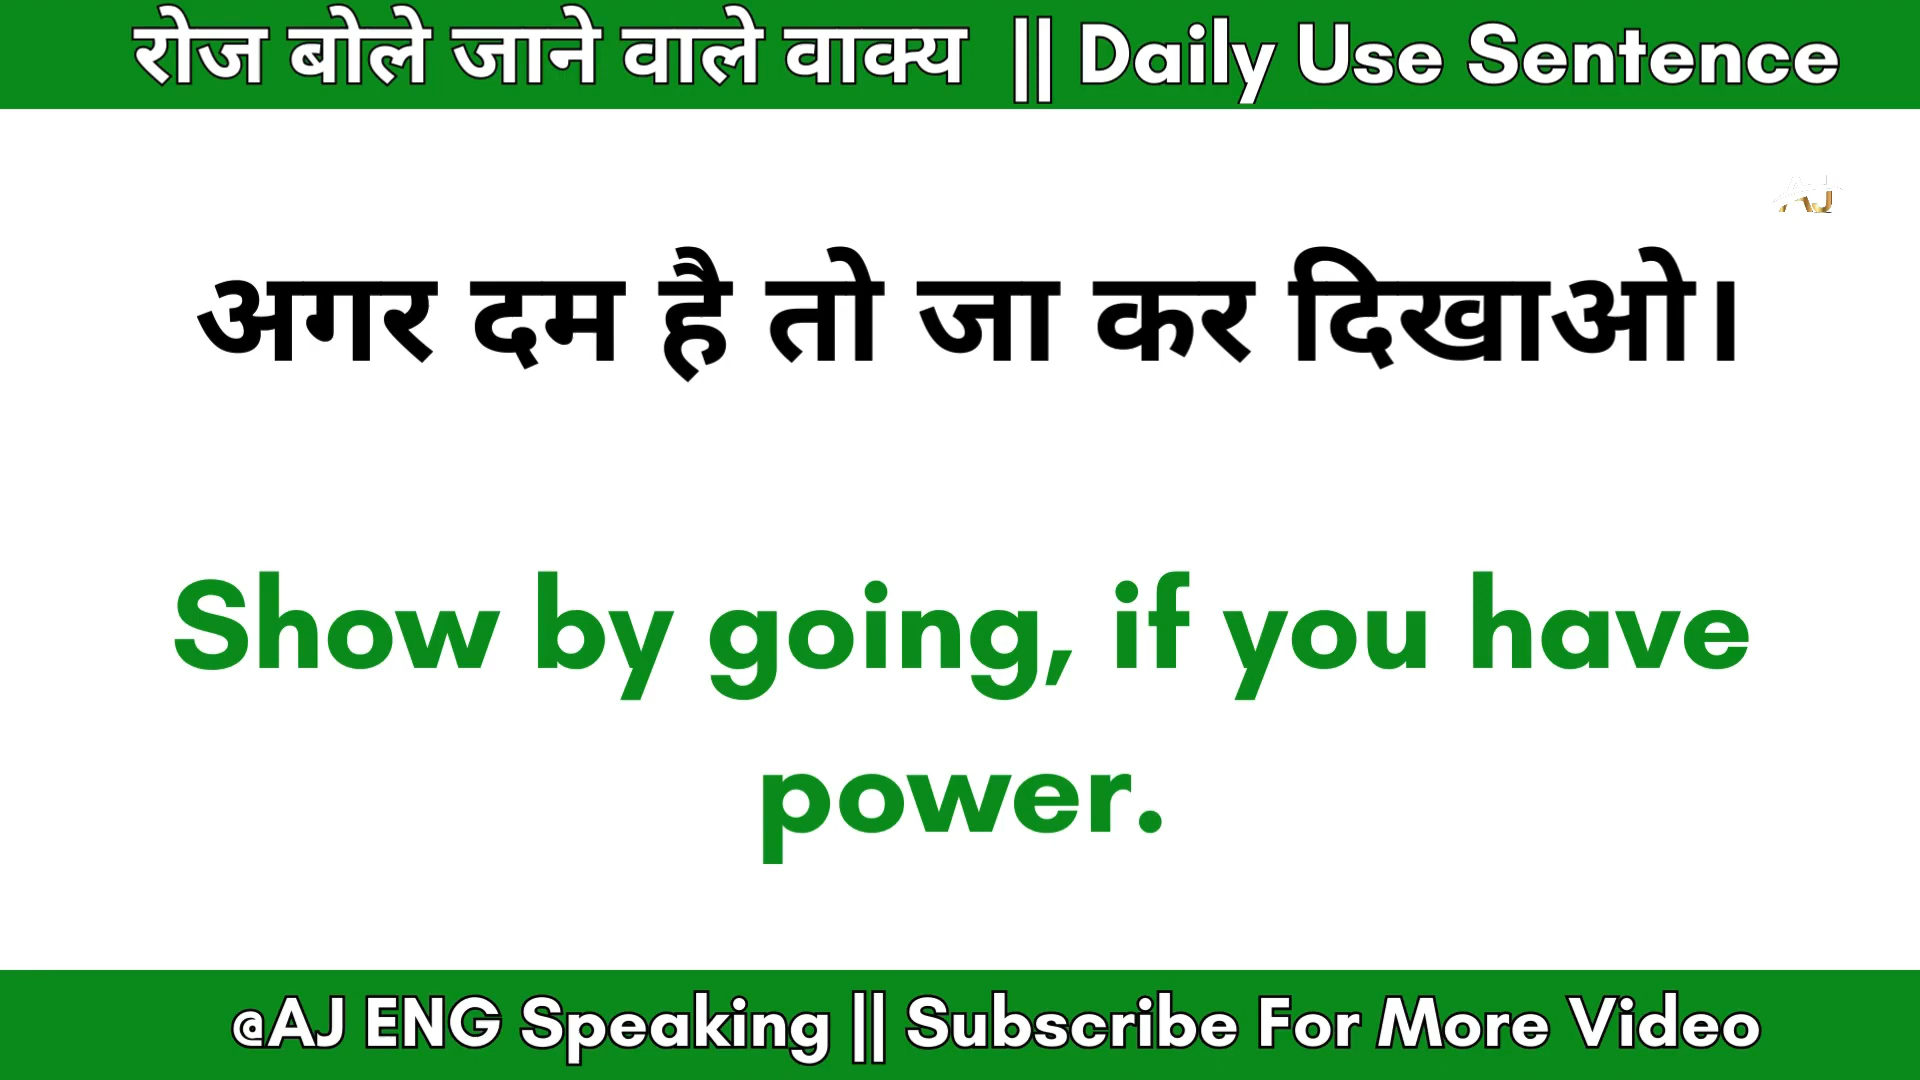 रोज बोले जाने वाले वाक्य || Daily Use Sentence
AJ
अगर दम है तो जा कर दिखाओ।
Show by going, if you have
power.
@AJ ENG Speaking || Subscribe For More Video